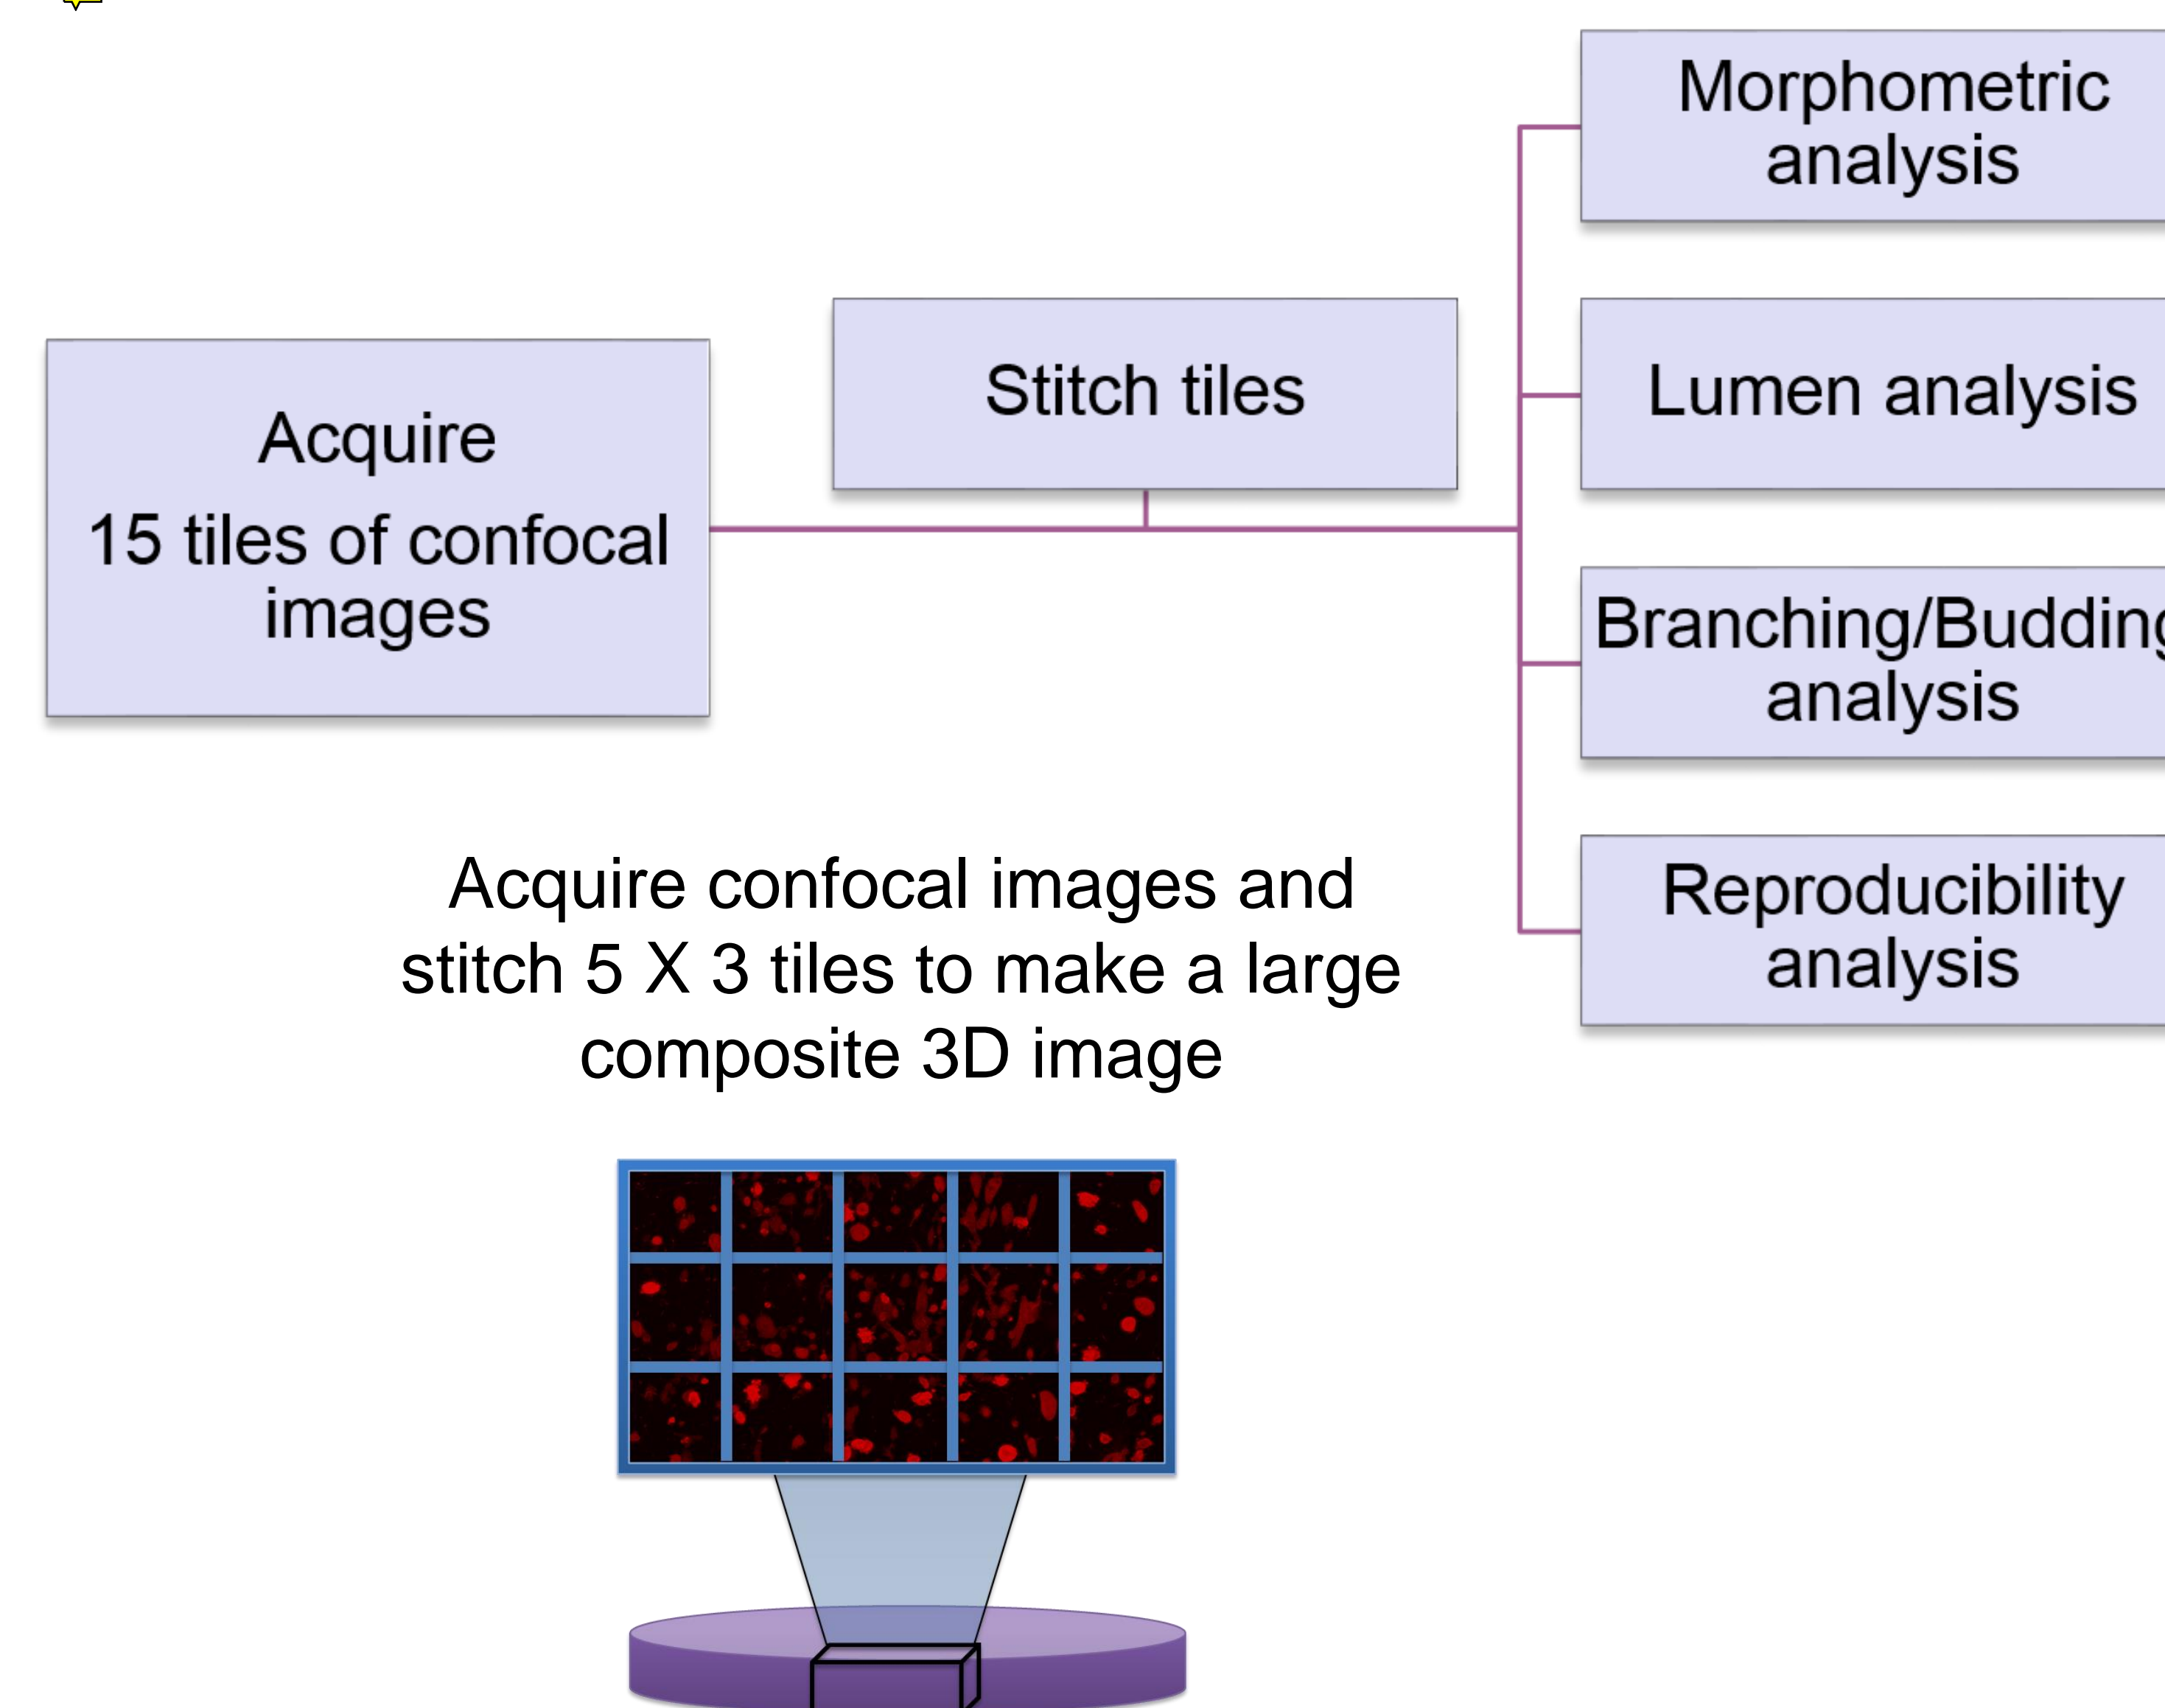 Morphometric
analysis
Stitch tiles
Lumen analysis
Acquire
15 tiles of confocal
images
Branching/Budding
analysis
Reproducibility
analysis
Acquire confocal images and
stitch 5 X 3 tiles to make a large
composite 3D image